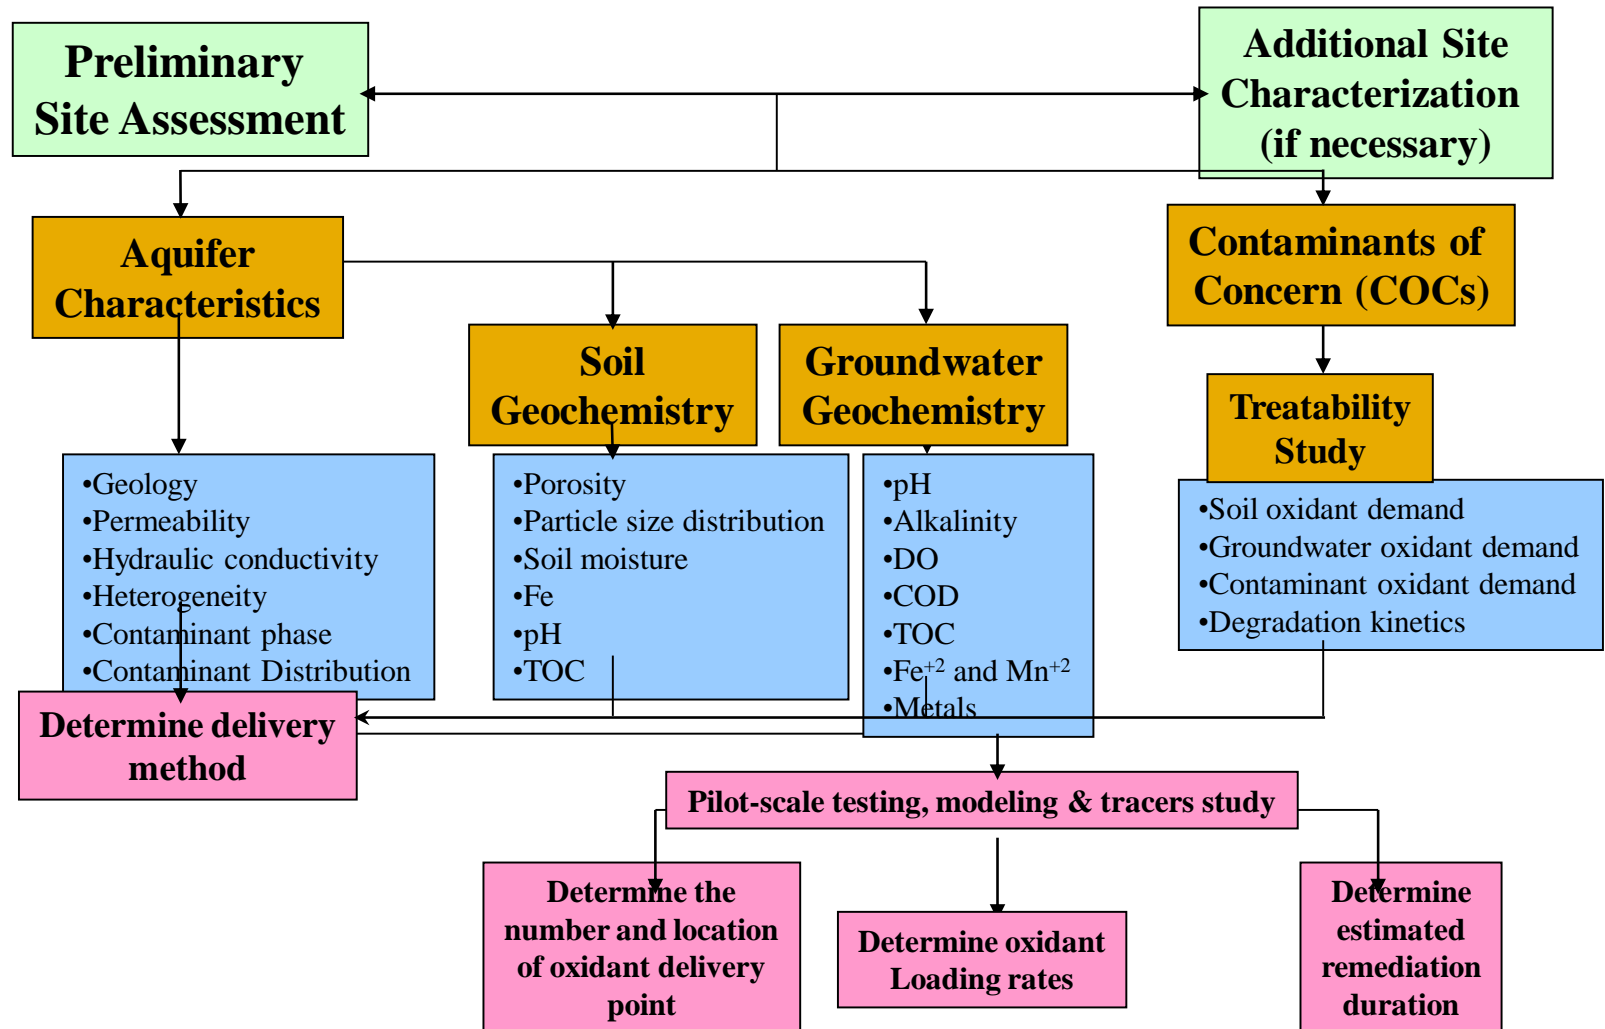 Preliminary
Site Assessment
Additional Site
Characterization
(if necessary)
Aquifer
Characteristics
Contaminants of
Concern (COCs)
Soil
Geochemistry
Groundwater
Geochemistry
Treatability
Study
•Geology
•Permeability
•Hydraulic conductivity
•Heterogeneity
•Contaminant phase
•Contaminant Distribution
•Porosity
•Particle size distribution
•Soil moisture
•Fe
•pH
•TOC
•pH
•Alkalinity
•DO
•COD
•TOC
•Fe+2 and Mn+2
•Metals
•Soil oxidant demand
•Groundwater oxidant demand
•Contaminant oxidant demand
•Degradation kinetics
Determine delivery
method
Pilot-scale testing, modeling & tracers study
Determine the
number and location
of oxidant delivery
point
Determine oxidant
Loading rates
Determine
estimated
remediation
duration